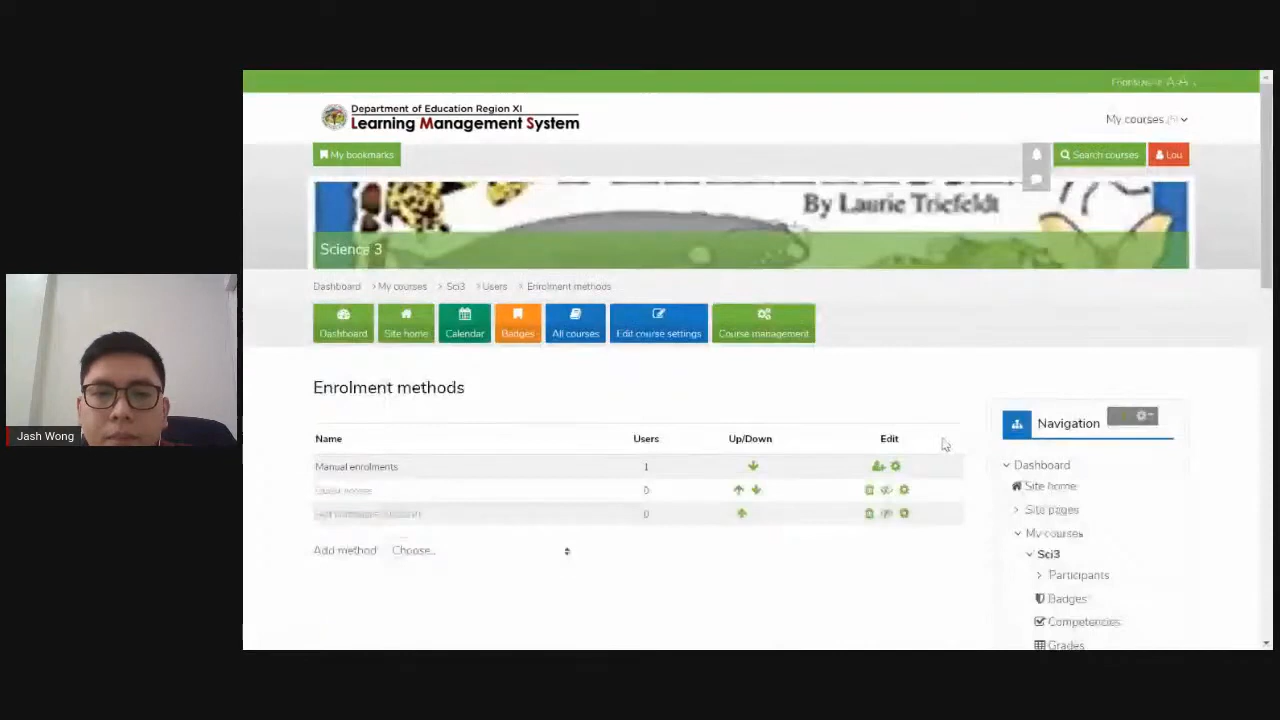 Department of Education Region XI
Learning Management System
My courses
My bookmarks
Search courses
Lou
By Laurie Triefeldt
Science 3
Dashboard
My courses
Sci3
Users
Enrolment methods
Dashboard
Site home
Calendar
Badges
All courses
Edit course settings
Course management
Enrolment methods
Name
Users
Up/Down
Edit
Manual enrolments
1
0
0
Add method
Choose...
Navigation
Dashboard
Site home
Site pages
My courses
Sci3
Participants
Badges
Competencies
Grades
Jash Wong